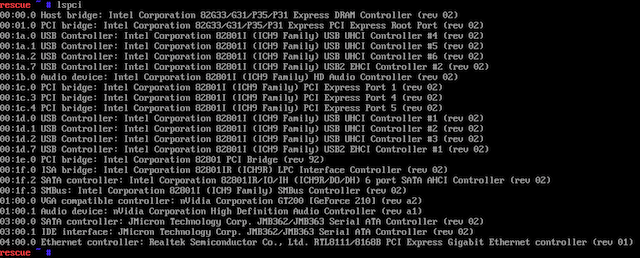 rescue ~ # lspci
00:00.0 Host bridge: Intel Corporation 82G33/G31/P35/P31 Express DRAM Controller (rev 02)
00:01.0 PCI bridge: Intel Corporation 82G33/G31/P35/P31 Express PCI Express Root Port (rev 02)
00:1a.0 USB Controller: Intel Corporation 82801I (ICH9 Family) USB UHCI Controller #4 (rev 02)
00:1a.1 USB Controller: Intel Corporation 82801I (ICH9 Family) USB UHCI Controller #5 (rev 02)
00:1a.2 USB Controller: Intel Corporation 82801I (ICH9 Family) USB UHCI Controller #6 (rev 02)
00:1a.7 USB Controller: Intel Corporation 82801I (ICH9 Family) USB2 EHCI Controller #2 (rev 02)
00:1b.0 Audio device: Intel Corporation 82801I (ICH9 Family) HD Audio Controller (rev 02)
00:1c.0 PCI bridge: Intel Corporation 82801I (ICH9 Family) PCI Express Port 1 (rev 02)
00:1c.3 PCI bridge: Intel Corporation 82801I (ICH9 Family) PCI Express Port 4 (rev 02)
00:1c.4 PCI bridge: Intel Corporation 82801I (ICH9 Family) PCI Express Port 5 (rev 02)
00:1d.0 USB Controller: Intel Corporation 82801I (ICH9 Family) USB UHCI Controller #1 (rev 02)
00:1d.1 USB Controller: Intel Corporation 82801I (ICH9 Family) USB UHCI Controller #2 (rev 02)
00:1d.2 USB Controller: Intel Corporation 82801I (ICH9 Family) USB UHCI Controller #3 (rev 02)
00:1d.7 USB Controller: Intel Corporation 82801I (ICH9 Family) USB2 EHCI Controller #1 (rev 02)
00:1e.0 PCI bridge: Intel Corporation 82801 PCI Bridge (rev 92)
00:1f.0 ISA bridge: Intel Corporation 82801IR (ICH9R) LPC Interface Controller (rev 02)
00:1f.2 SATA controller: Intel Corporation 82801IR/IO/IH (ICH9R/DO/DH) 6 port SATA AHCI Controller (rev 02)
00:1f.3 SMBus: Intel Corporation 82801I (ICH9 Family) SMBus Controller (rev 02)
01:00.0 VGA compatible controller: nVidia Corporation GT200 [GeForce 210] (rev a2)
01:00.1 Audio device: nVidia Corporation High Definition Audio Controller (rev a1)
03:00.0 SATA controller: JMicron Technology Corp. JMB362/JMB363 Serial ATA Controller (rev 02)
03:00.1 IDE interface: JMicron Technology Corp. JMB362/JMB363 Serial ATA Controller (rev 02)
04:00.0 Ethernet controller: Realtek Semiconductor Co., Ltd. RTL8111/8168B PCI Express Gigabit Ethernet controller (rev 01)
rescue ~ #